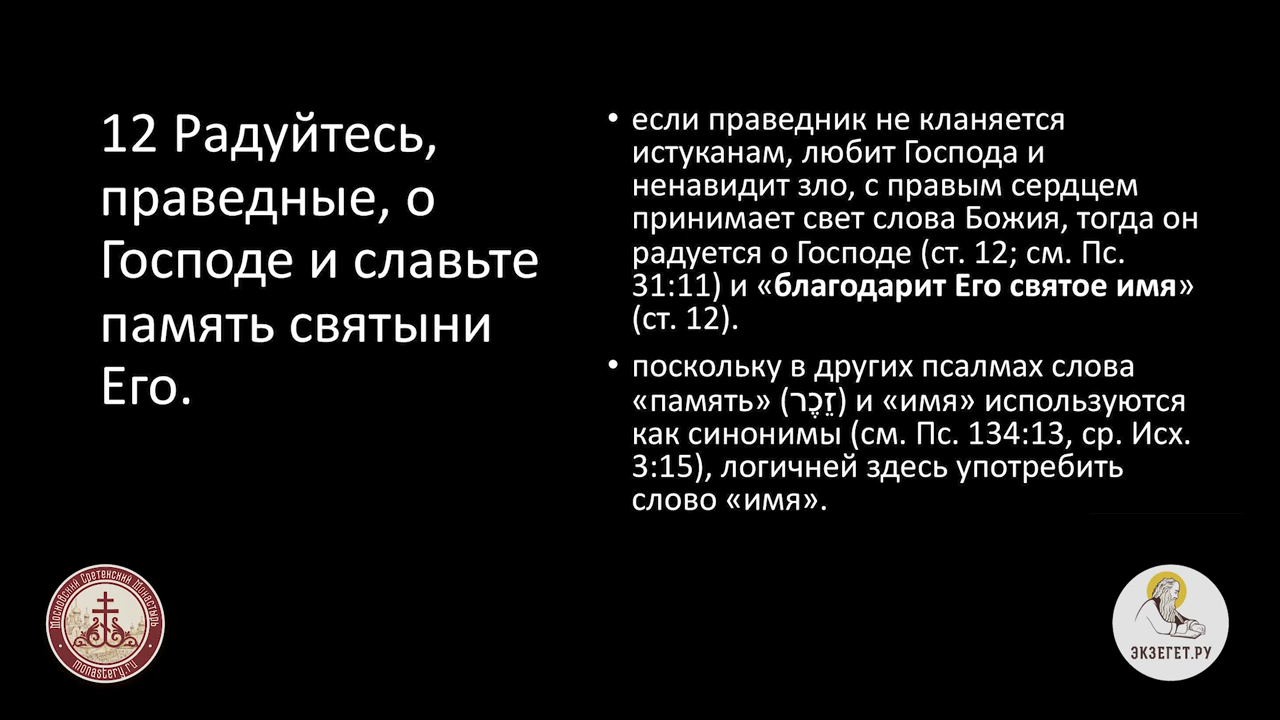 12 Радуйтесь,
праведные, о
Господе и славьте
память святыни
Его.
• если праведник не кланяется
истуканам, любит Господа и
ненавидит зло, с правым сердцем
принимает свет слова Божия, тогда он
радуется о Господе (ст. 12; см. Пс.
31:11) и «благодарит Его святое имя»
(ст. 12).
• поскольку в других псалмах слова
«память» (זֵכֶר) и «имя» используются
как синонимы (см. Пс. 134:13, ср. Исх.
3:15), логичней здесь употребить
слово «имя».
Московский Сретенский Монастырь
monastery.ru
ЭКЗЕГЕТ.РУ